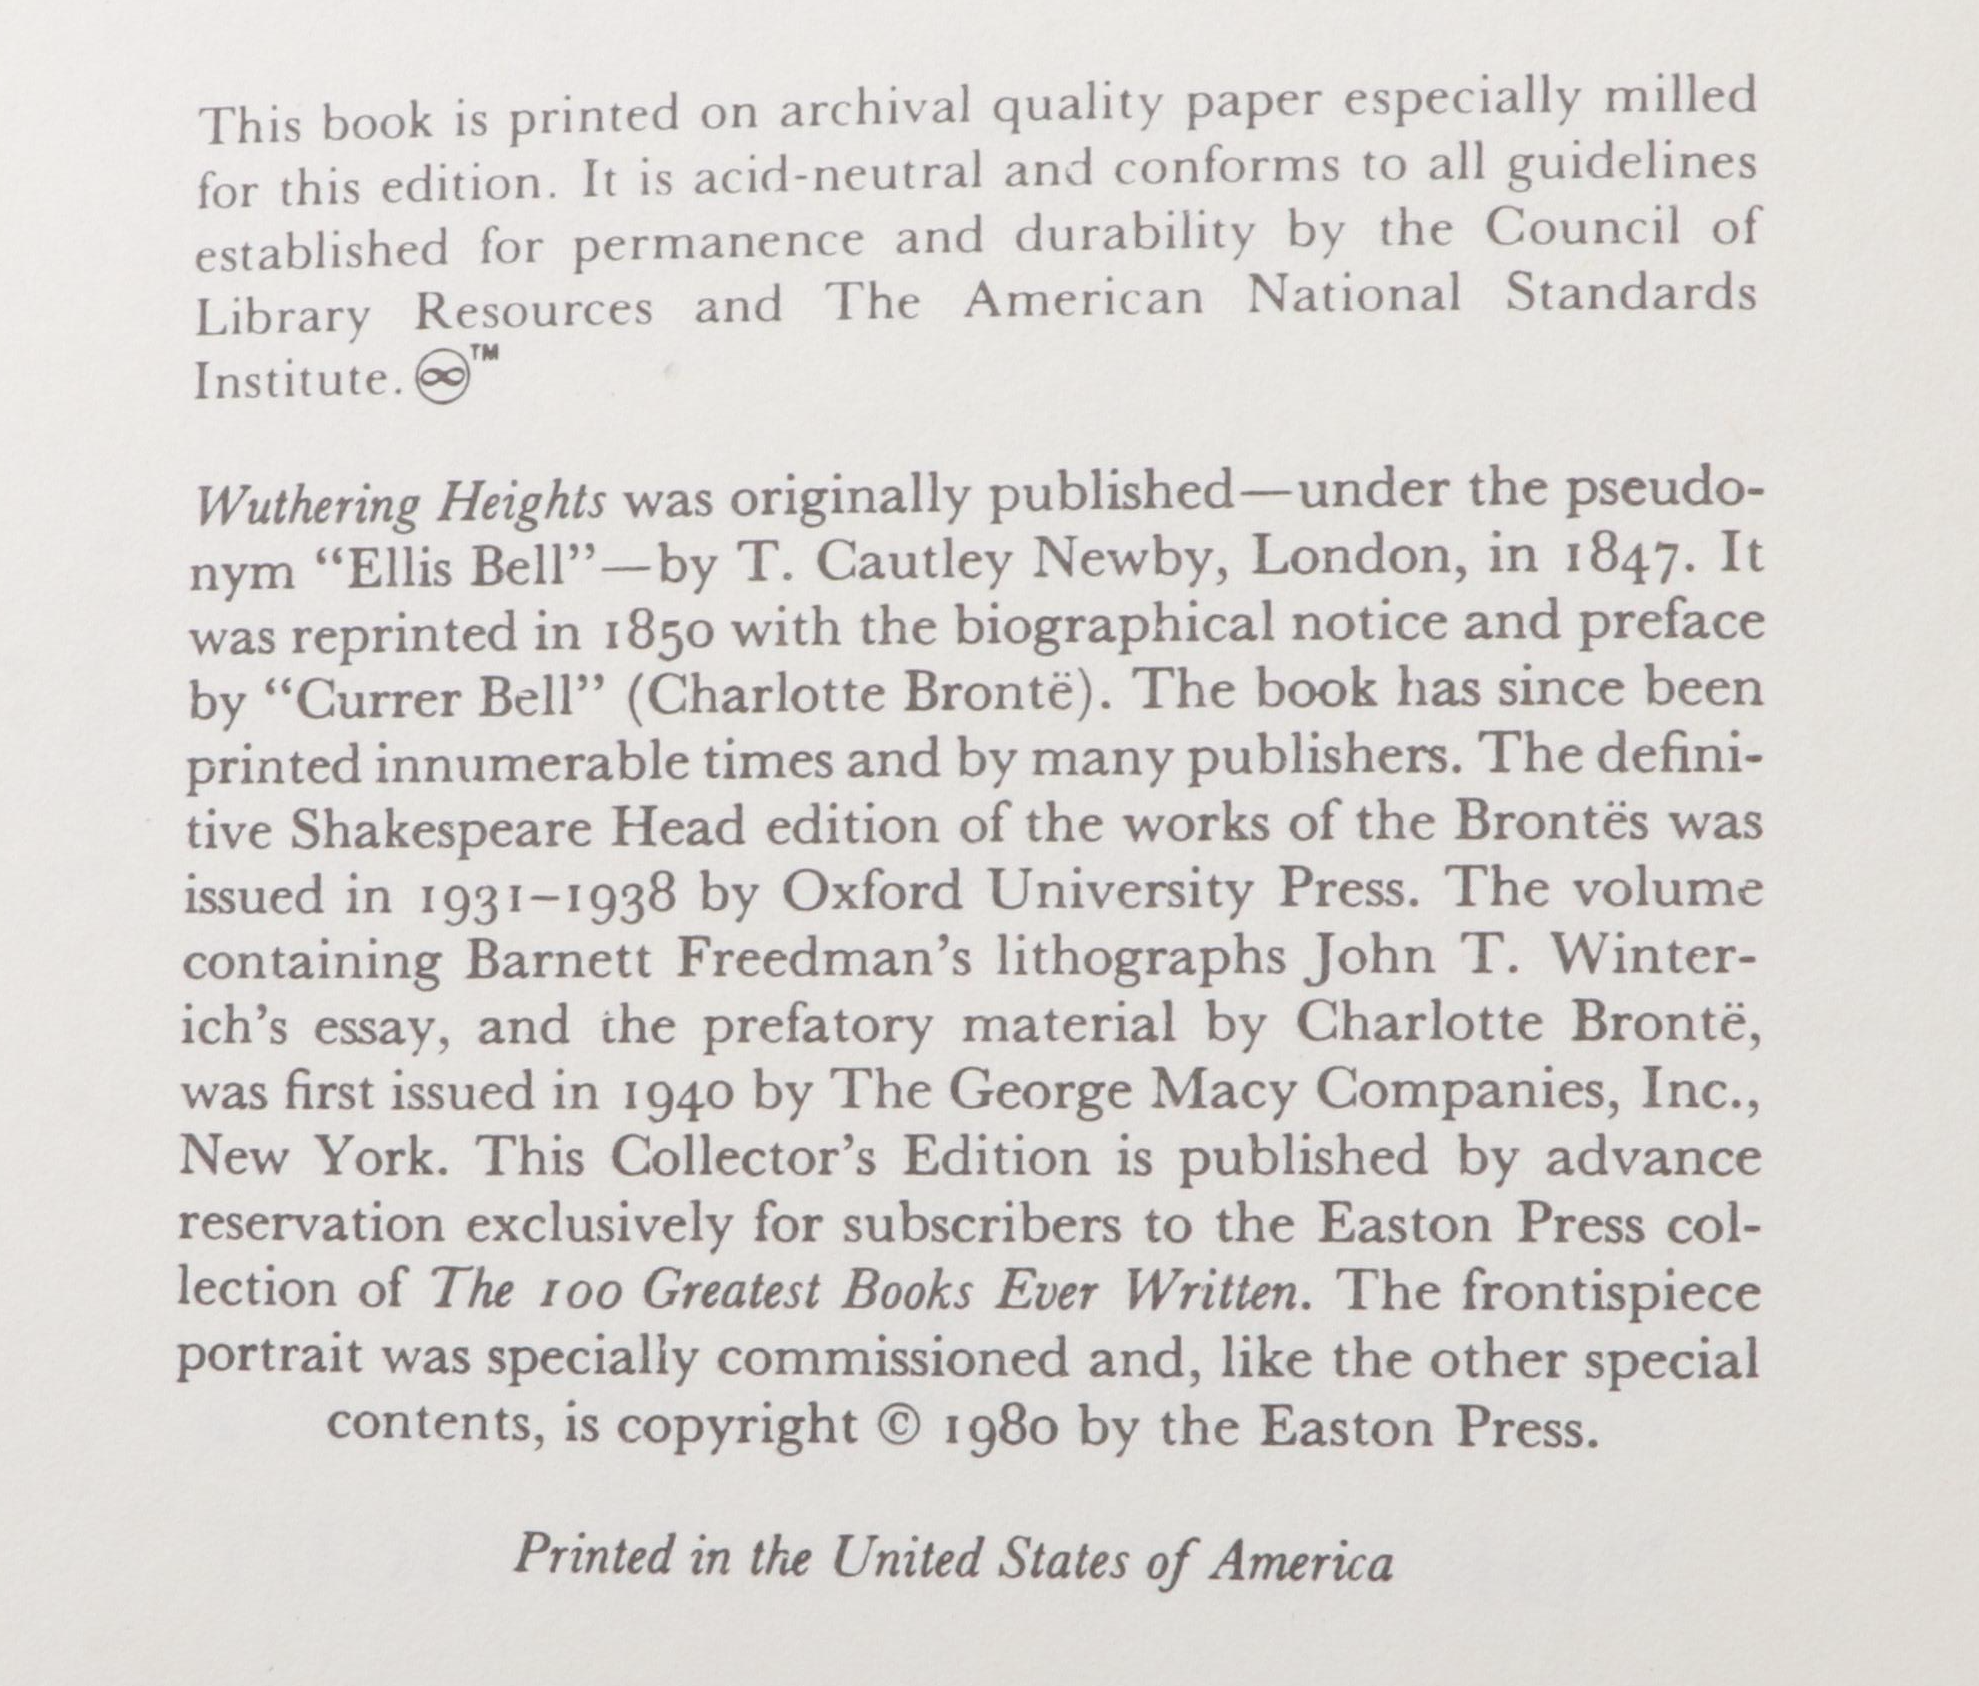 This book is printed on archival quality paper especially milled
for this edition. It is acid-neutral and conforms to all guidelines
established for permanence and durability by the Council of
Library Resources and The American National Standards
Institute. ♾™
Wuthering Heights was originally published—under the pseudo-
nym “Ellis Bell”—by T. Cautley Newby, London, in 1847. It
was reprinted in 1850 with the biographical notice and preface
by “Currer Bell” (Charlotte Brontë). The book has since been
printed innumerable times and by many publishers. The defini-
tive Shakespeare Head edition of the works of the Brontës was
issued in 1931–1938 by Oxford University Press. The volume
containing Barnett Freedman’s lithographs John T. Winter-
ich’s essay, and the prefatory material by Charlotte Brontë,
was first issued in 1940 by The George Macy Companies, Inc.,
New York. This Collector’s Edition is published by advance
reservation exclusively for subscribers to the Easton Press col-
lection of The 100 Greatest Books Ever Written. The frontispiece
portrait was specially commissioned and, like the other special
contents, is copyright © 1980 by the Easton Press.
Printed in the United States of America